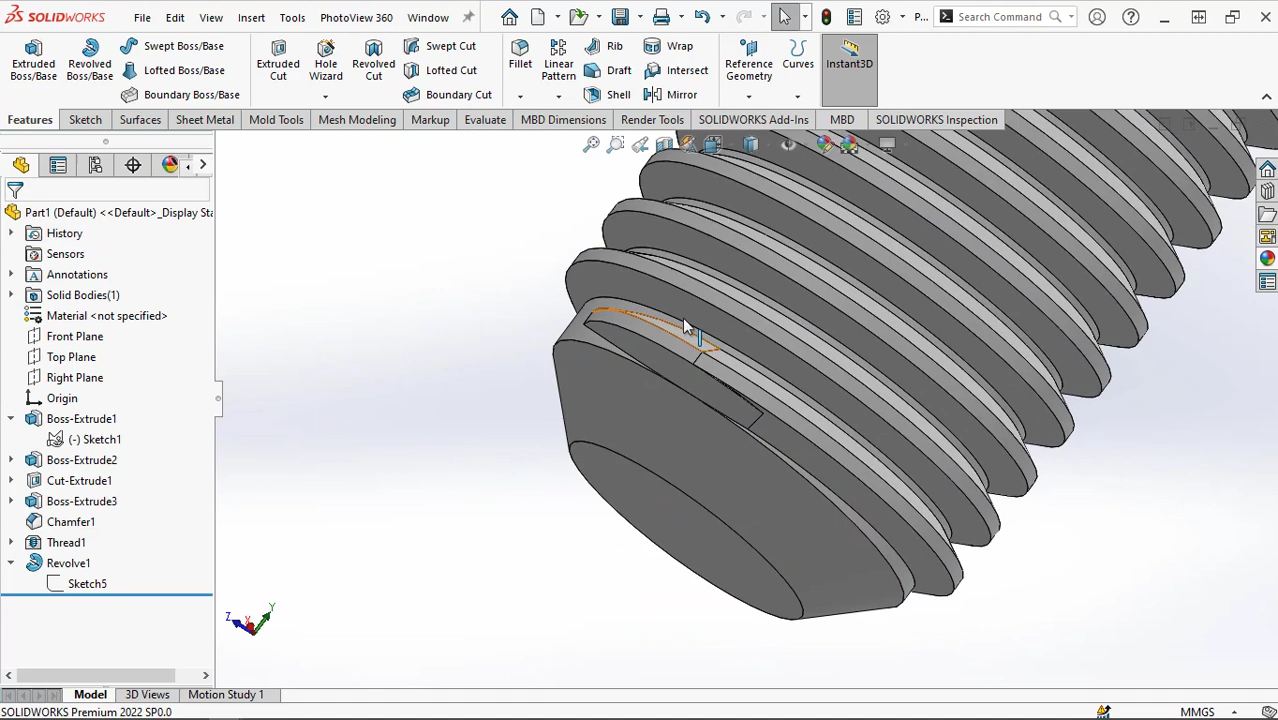 SOLIDWORKS File Edit View Insert Tools PhotoView 360 Window P... Search Command
Extruded Boss/Base
Revolved Boss/Base
Swept Boss/Base
Lofted Boss/Base
Boundary Boss/Base
Extruded Cut
Hole Wizard
Revolved Cut
Swept Cut
Lofted Cut
Boundary Cut
Fillet
Linear Pattern
Rib
Draft
Shell
Wrap
Intersect
Mirror
Reference Geometry
Curves
Instant3D
Features Sketch Surfaces Sheet Metal Mold Tools Mesh Modeling Markup Evaluate MBD Dimensions Render Tools SOLIDWORKS Add-Ins MBD SOLIDWORKS Inspection
Part1 (Default) <<Default>_Display Sta
History
Sensors
Annotations
Solid Bodies(1)
Material <not specified>
Front Plane
Top Plane
Right Plane
Origin
Boss-Extrude1
(-) Sketch1
Boss-Extrude2
Cut-Extrude1
Boss-Extrude3
Chamfer1
Thread1
Revolve1
Sketch5
Y
Z
X
Model 3D Views Motion Study 1
SOLIDWORKS Premium 2022 SP0.0 MMGS